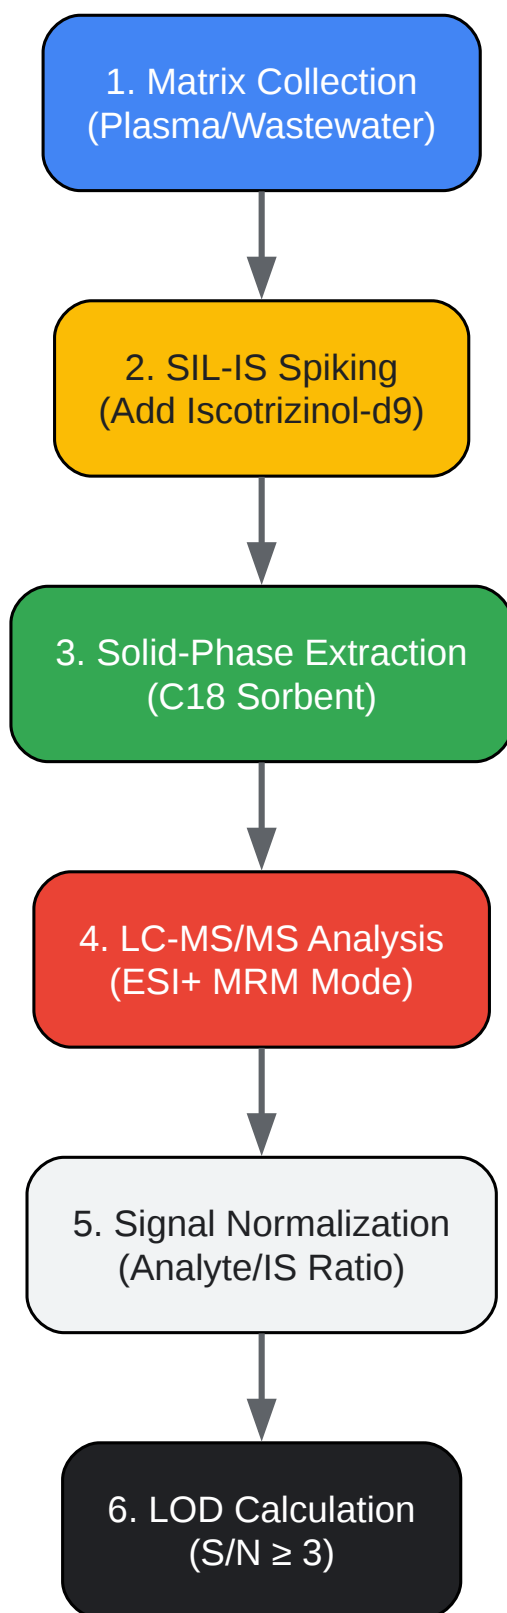 1. Matrix Collection
(Plasma/Wastewater)
2. SIL-IS Spiking
(Add Iscotrizinol-d9)
3. Solid-Phase Extraction
(C18 Sorbent)
4. LC-MS/MS Analysis
(ESI+ MRM Mode)
5. Signal Normalization
(Analyte/IS Ratio)
6. LOD Calculation
(S/N ≥ 3)